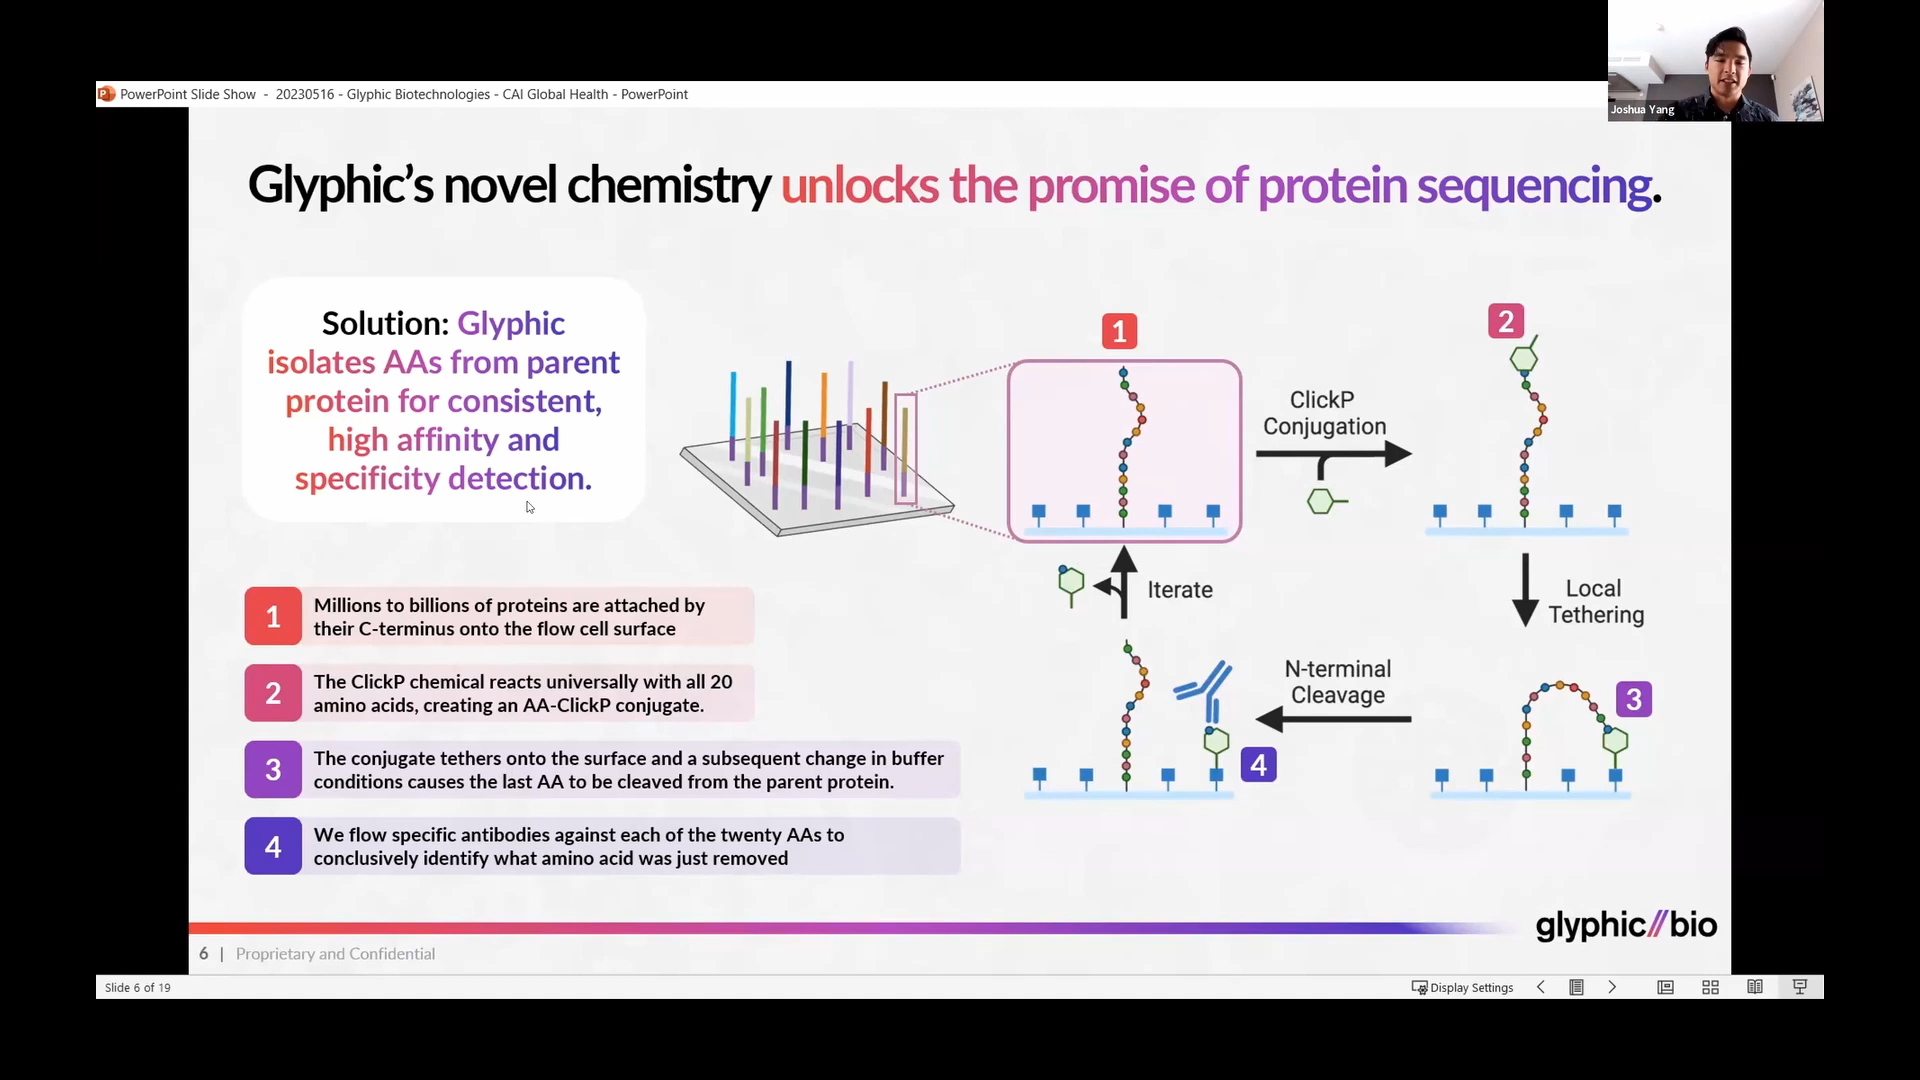 Joshua Yang
PowerPoint Slide Show - 20230516 - Glyphic Biotechnologies - CAI Global Health - PowerPoint
Glyphic’s novel chemistry unlocks the promise of protein sequencing.
Solution: Glyphic
isolates AAs from parent
protein for consistent,
high affinity and
specificity detection.
1
Millions to billions of proteins are attached by
their C-terminus onto the flow cell surface
2
The ClickP chemical reacts universally with all 20
amino acids, creating an AA-ClickP conjugate.
3
The conjugate tethers onto the surface and a subsequent change in buffer
conditions causes the last AA to be cleaved from the parent protein.
4
We flow specific antibodies against each of the twenty AAs to
conclusively identify what amino acid was just removed
1
ClickP
Conjugation
2
Local
Tethering
3
N-terminal
Cleavage
4
Iterate
glyphic//bio
6 | Proprietary and Confidential
Slide 6 of 19
Display Settings